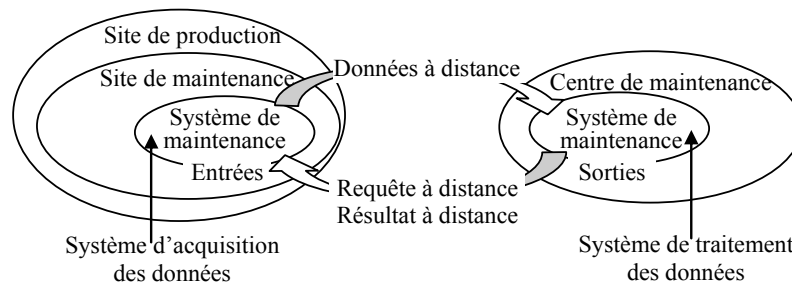 Site de production
Site de maintenance
Système de
maintenance
Entrées
Données à distance
Centre de maintenance
Système de
maintenance
Sorties
Requête à distance
Résultat à distance
Système d'acquisition
des données
Système de traitement
des données